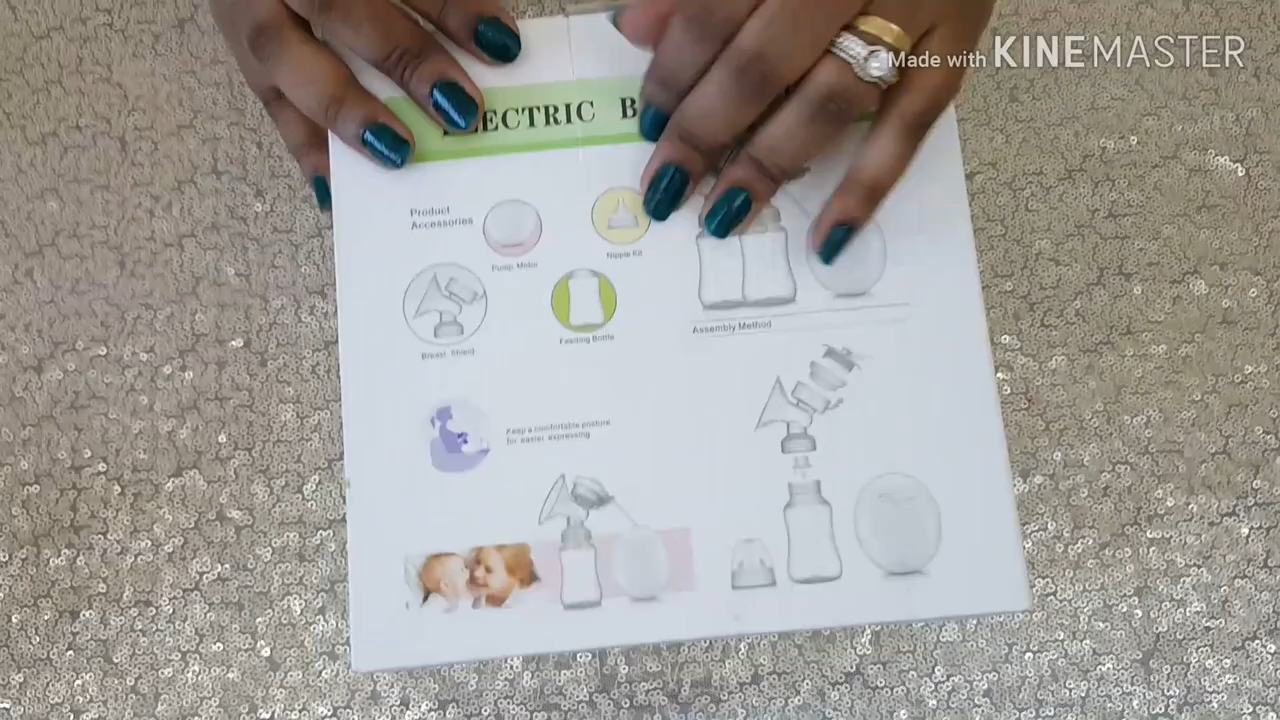 Made with KINEMASTER
ELECTRIC B
Product
Accessories
Pump Motor
Nipple Kit
Breast Shield
Feeding Bottle
Assembly Method
Keep a comfortable posture
for easier expressing